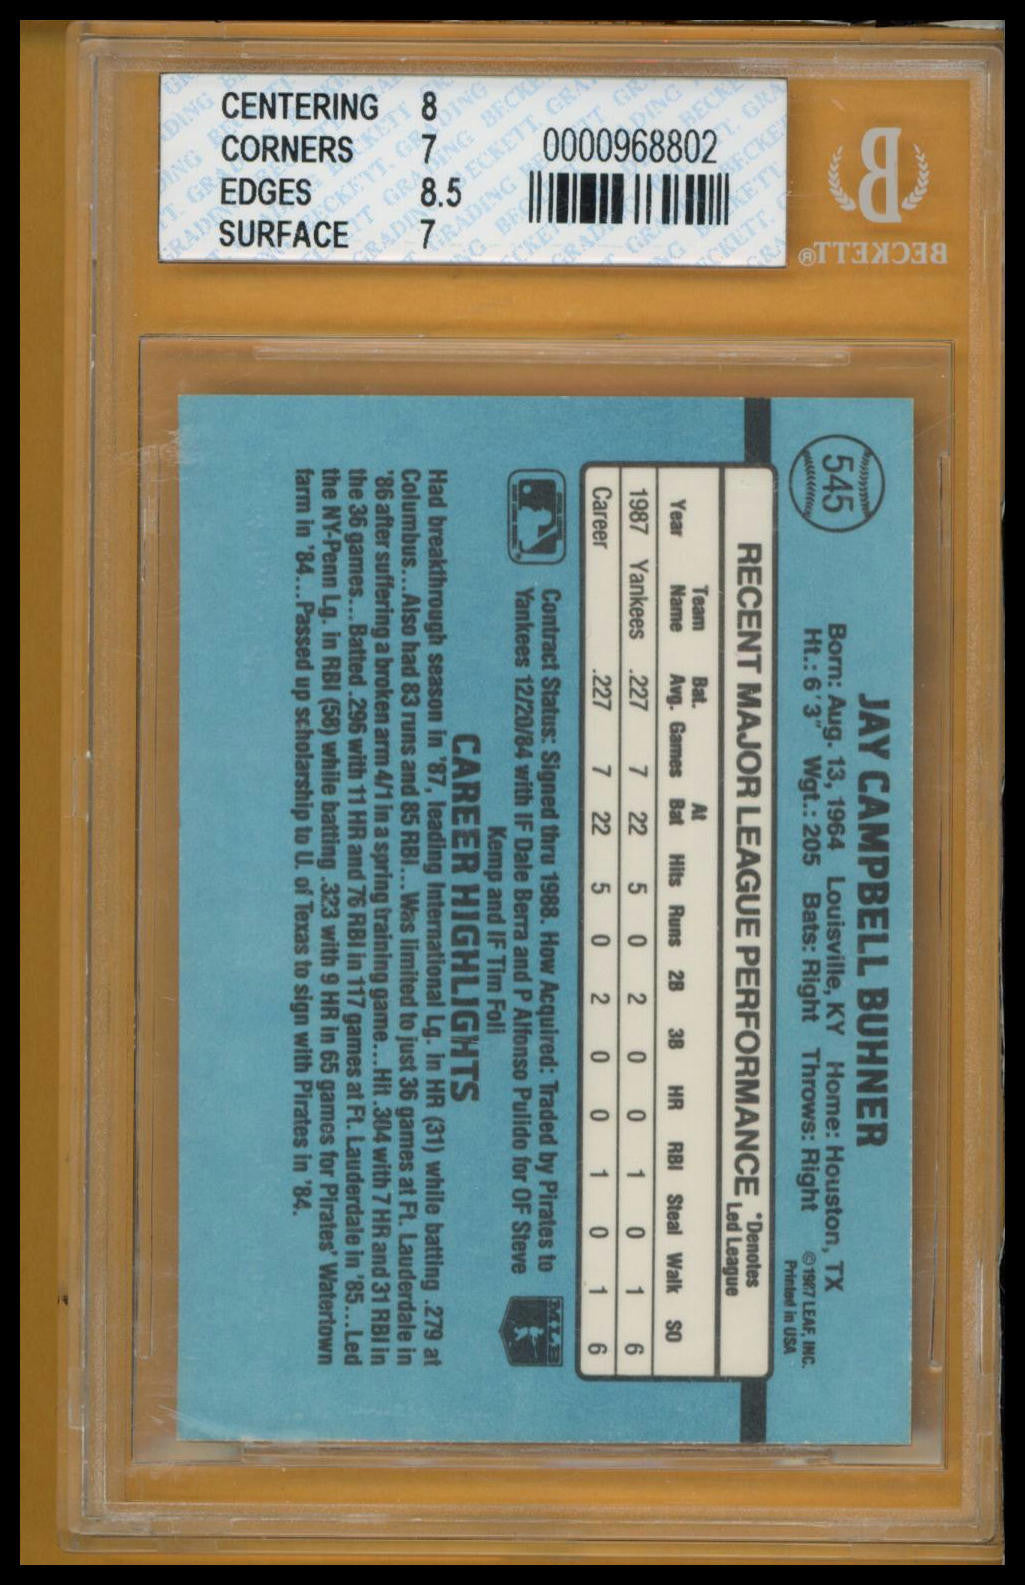 CENTERING 8
CORNERS 7
EDGES 8.5
SURFACE 7
0000968802
BECKETT®
545
JAY CAMPBELL BUHNER
Born: Aug. 13, 1964 Louisville, KY Home: Houston, TX
Ht.: 6'3" Wgt.: 205 Bats: Right Throws: Right
© 1987 LEAF, INC.
Printed in USA
RECENT MAJOR LEAGUE PERFORMANCE *Denotes Led League
Year Team Name Bat. Avg. Games At Bat Hits Runs 2B 3B HR RBI Steal Walk SO
1987 Yankees .227 7 22 5 0 2 0 0 1 0 1 6
Career .227 7 22 5 0 2 0 0 1 0 1 6
Contract Status: Signed thru 1988. How Acquired: Traded by Pirates to
Yankees 12/20/84 with IF Dale Berra and P Alfonso Pulido for OF Steve
Kemp and IF Tim Foli
MLB
CAREER HIGHLIGHTS
Had breakthrough season in '87, leading International Lg. in HR (31) while batting .279 at
Columbus...Also had 83 runs and 85 RBI...Was limited to just 36 games at Ft. Lauderdale in
'86 after suffering a broken arm 4/1 in a spring training game...Hit .304 with 7 HR and 31 RBI in
the 36 games...Batted .296 with 11 HR and 76 RBI in 117 games at Ft. Lauderdale in '85...Led
the NY-Penn Lg. in RBI (58) while batting .323 with 9 HR in 65 games for Pirates' Watertown
farm in '84...Passed up scholarship to U. of Texas to sign with Pirates in '84.